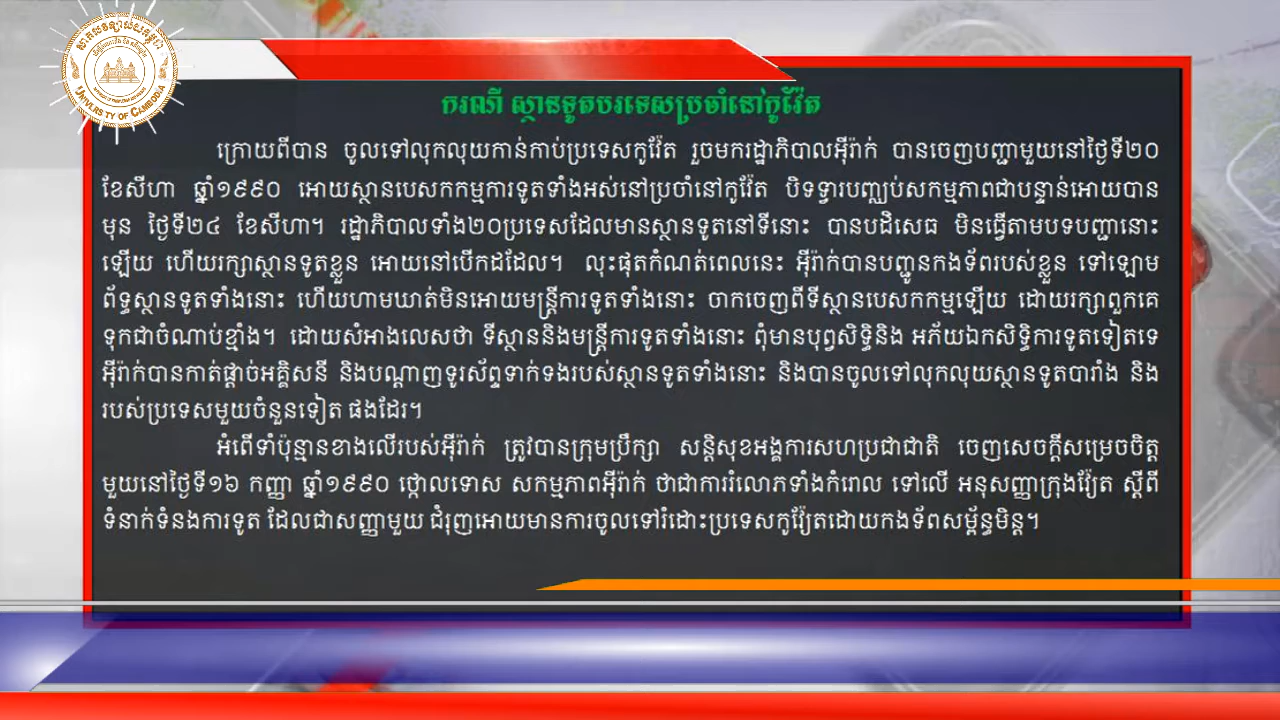 សាកលវិទ្យាល័យកម្ពុជា
UNIVERSITY OF CAMBODIA
ករណី ស្ថានទូតបរទេសប្រចាំនៅកូវ៉ែត
ក្រោយពីបាន ចូលទៅលុកលុយកាន់កាប់ប្រទេសកូវ៉ែត រួចមករដ្ឋាភិបាលអ៊ីរ៉ាក់ បានចេញបញ្ជាមួយនៅថ្ងៃទី២០
ខែសីហា ឆ្នាំ១៩៩០ អោយស្ថានបេសកកម្មការទូតទាំងអស់នៅប្រចាំនៅកូវ៉ែត បិទទ្វារបញ្ឈប់សកម្មភាពជាបន្ទាន់អោយបាន
មុន ថ្ងៃទី២៤ ខែសីហា។ រដ្ឋាភិបាលទាំង២០ប្រទេសដែលមានស្ថានទូតនៅទីនោះ បានបដិសេធ មិនធ្វើតាមបទបញ្ជានោះ
ឡើយ ហើយរក្សាស្ថានទូតខ្លួន អោយនៅបើកដដែល។ លុះផុតកំណត់ពេលនេះ អ៊ីរ៉ាក់បានបញ្ជូនកងទ័ពរបស់ខ្លួន ទៅឡោម
ព័ទ្ធស្ថានទូតទាំងនោះ ហើយហាមឃាត់មិនអោយមន្ត្រីការទូតទាំងនោះ ចាកចេញពីទីស្ថានបេសកកម្មឡើយ ដោយរក្សាពួកគេ
ទុកជាចំណាប់ខ្មាំង។ ដោយសំអាងលេសថា ទីស្ថាននិងមន្ត្រីការទូតទាំងនោះ ពុំមានបុព្វសិទ្ធិនិង អភ័យឯកសិទ្ធិការទូតទៀតទេ
អ៊ីរ៉ាក់បានកាត់ផ្តាច់អគ្គិសនី និងបណ្តាញទូរស័ព្ទទាក់ទងរបស់ស្ថានទូតទាំងនោះ និងបានចូលទៅលុកលុយស្ថានទូតបារាំង និង
របស់ប្រទេសមួយចំនួនទៀត ផងដែរ។
អំពើទាំប៉ុន្មានខាងលើរបស់អ៊ីរ៉ាក់ ត្រូវបានក្រុមប្រឹក្សា សន្តិសុខអង្គការសហប្រជាជាតិ ចេញសេចក្តីសម្រេចចិត្ត
មួយនៅថ្ងៃទី១៦ កញ្ញា ឆ្នាំ១៩៩០ ថ្កោលទោស សកម្មភាពអ៊ីរ៉ាក់ ថាជាការរំលោភទាំងកំរោល ទៅលើ អនុសញ្ញាក្រុងវ៉្យែត ស្តីពី
ទំនាក់ទំនងការទូត ដែលជាសញ្ញាមួយ ជំរុញអោយមានការចូលទៅរំដោះប្រទេសកូវ៉្យែតដោយកងទ័ពសម្ព័ន្ធមិត្ត។